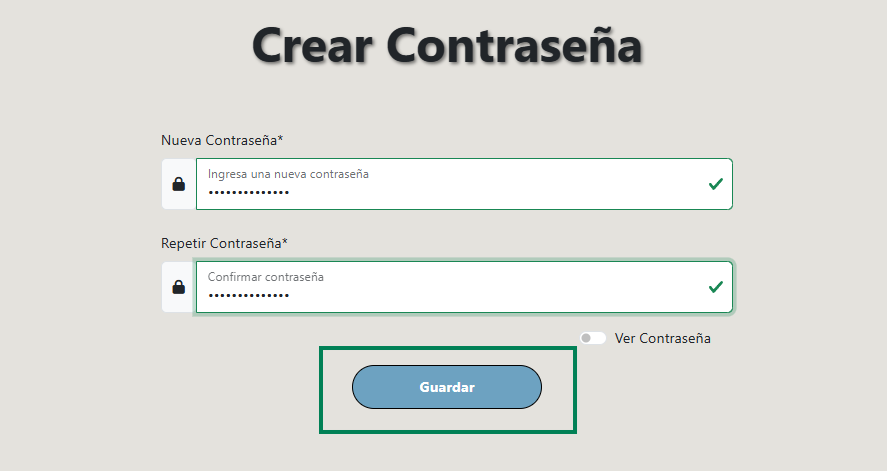 Crear Contraseña
Nueva Contraseña*
Ingresa una nueva contraseña
••••••••••••••
Repetir Contraseña*
Confirmar contraseña
••••••••••••••
Ver Contraseña
Guardar